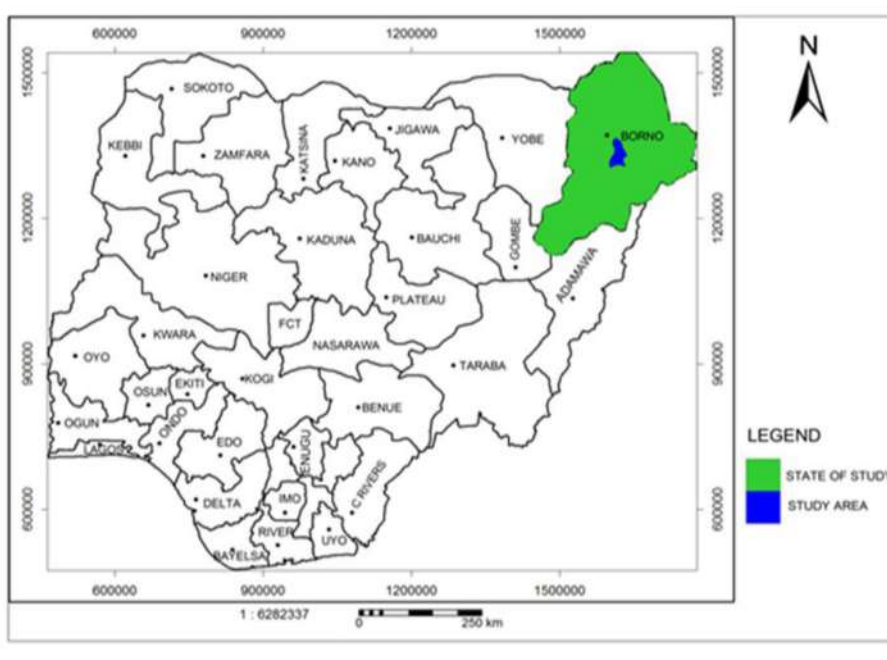 600000 900000 1200000 1500000
N
1500000 1500000
SOKOTO
JIGAWA
KEBBI
ZAMFARA
KATSINA
KANO
YOBE
BORNO
1200000 1200000
KADUNA
BAUCHI
GOMBE
NIGER
ADAMAWA
PLATEAU
FCT
KWARA
NASARAWA
900000 900000
OYO
TARABA
KOGI
EKITI
OSUN
BENUE
OGUN
ONDO
EDO
ENUGU
LAGOS
LEGEND
STATE OF STUDY
STUDY AREA
C RIVERS
DELTA
IMO
600000 600000
RIVER
UYO
BAYELSA
600000 900000 1200000 1500000
1 : 6282337
0 250 km